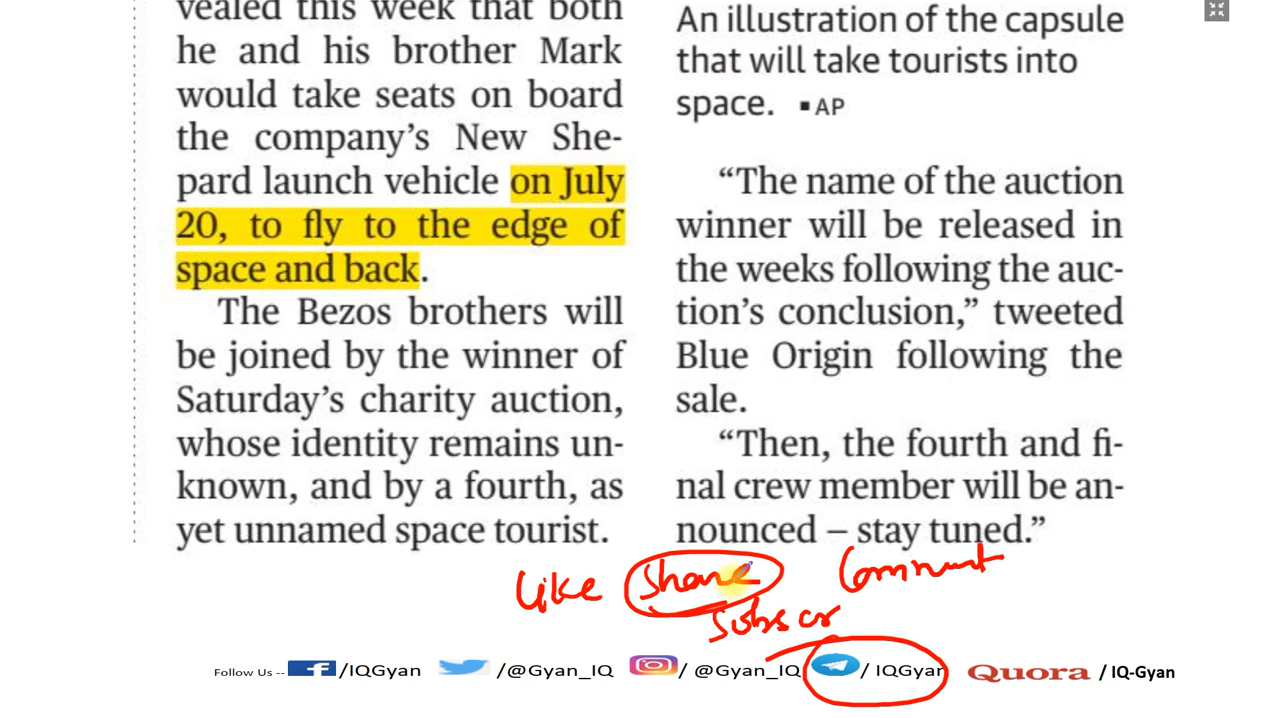 vealed this week that both
he and his brother Mark
would take seats on board
the company's New She-
pard launch vehicle on July
20, to fly to the edge of
space and back.
The Bezos brothers will
be joined by the winner of
Saturday's charity auction,
whose identity remains un-
known, and by a fourth, as
yet unnamed space tourist.
An illustration of the capsule
that will take tourists into
space. ▪ AP
“The name of the auction
winner will be released in
the weeks following the auc-
tion's conclusion,” tweeted
Blue Origin following the
sale.
“Then, the fourth and fi-
nal crew member will be an-
nounced – stay tuned.”
Like Share Comment
Subscr
Follow Us -- /IQGyan /@Gyan_IQ / @Gyan_IQ / IQGyan Quora / IQ-Gyan